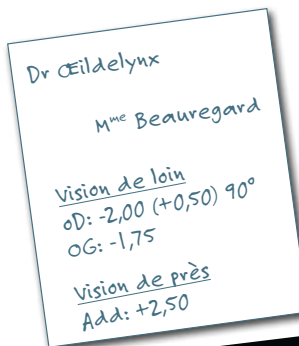 Dr Œildelynx
Mᵐᵉ Beauregard
Vision de loin
OD: -2,00 (+0,50) 90°
OG: -1,75
Vision de près
Add: +2,50